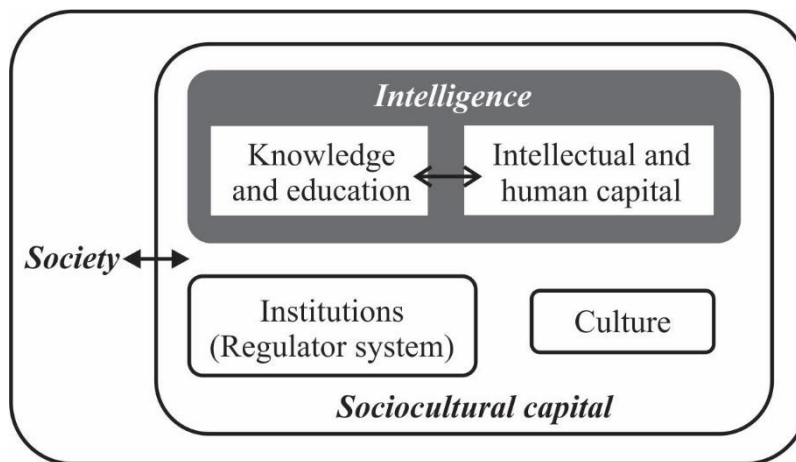 Intelligence
Knowledge
and education
Intellectual and
human capital
Society
Institutions
(Regulator system)
Culture
Sociocultural capital